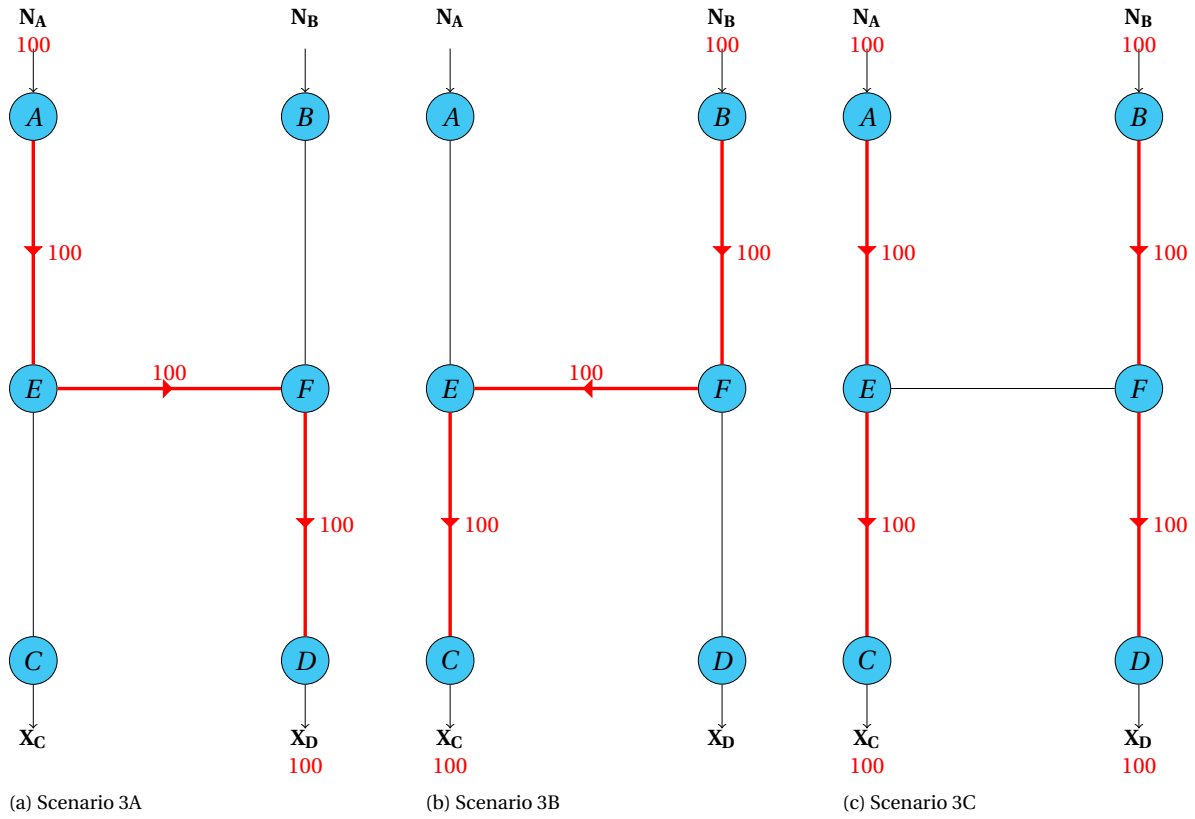 N_A N_B N_A N_B N_A N_B
100 100 100 100
A B A B A B
100 100 100 100
100 100
E F E F E F
100 100 100 100
C D C D C D
X_C X_D X_C X_D X_C X_D
100 100 100 100
(a) Scenario 3A (b) Scenario 3B (c) Scenario 3C